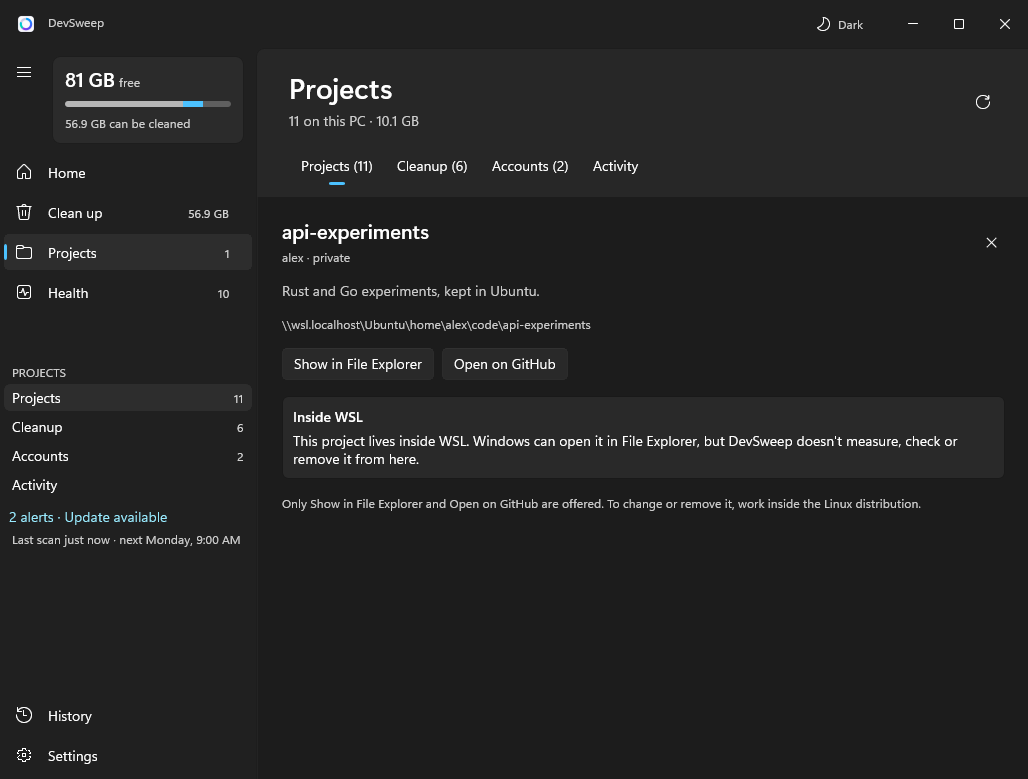 DevSweep
Dark
81 GB free
56.9 GB can be cleaned
Home
Clean up 56.9 GB
Projects 1
Health 10
PROJECTS
Projects 11
Cleanup 6
Accounts 2
Activity
2 alerts · Update available
Last scan just now · next Monday, 9:00 AM
History
Settings
Projects
11 on this PC · 10.1 GB
Projects (11) Cleanup (6) Accounts (2) Activity
api-experiments
alex · private
Rust and Go experiments, kept in Ubuntu.
\\wsl.localhost\Ubuntu\home\alex\code\api-experiments
Show in File Explorer Open on GitHub
Inside WSL
This project lives inside WSL. Windows can open it in File Explorer, but DevSweep doesn't measure, check or
remove it from here.
Only Show in File Explorer and Open on GitHub are offered. To change or remove it, work inside the Linux distribution.